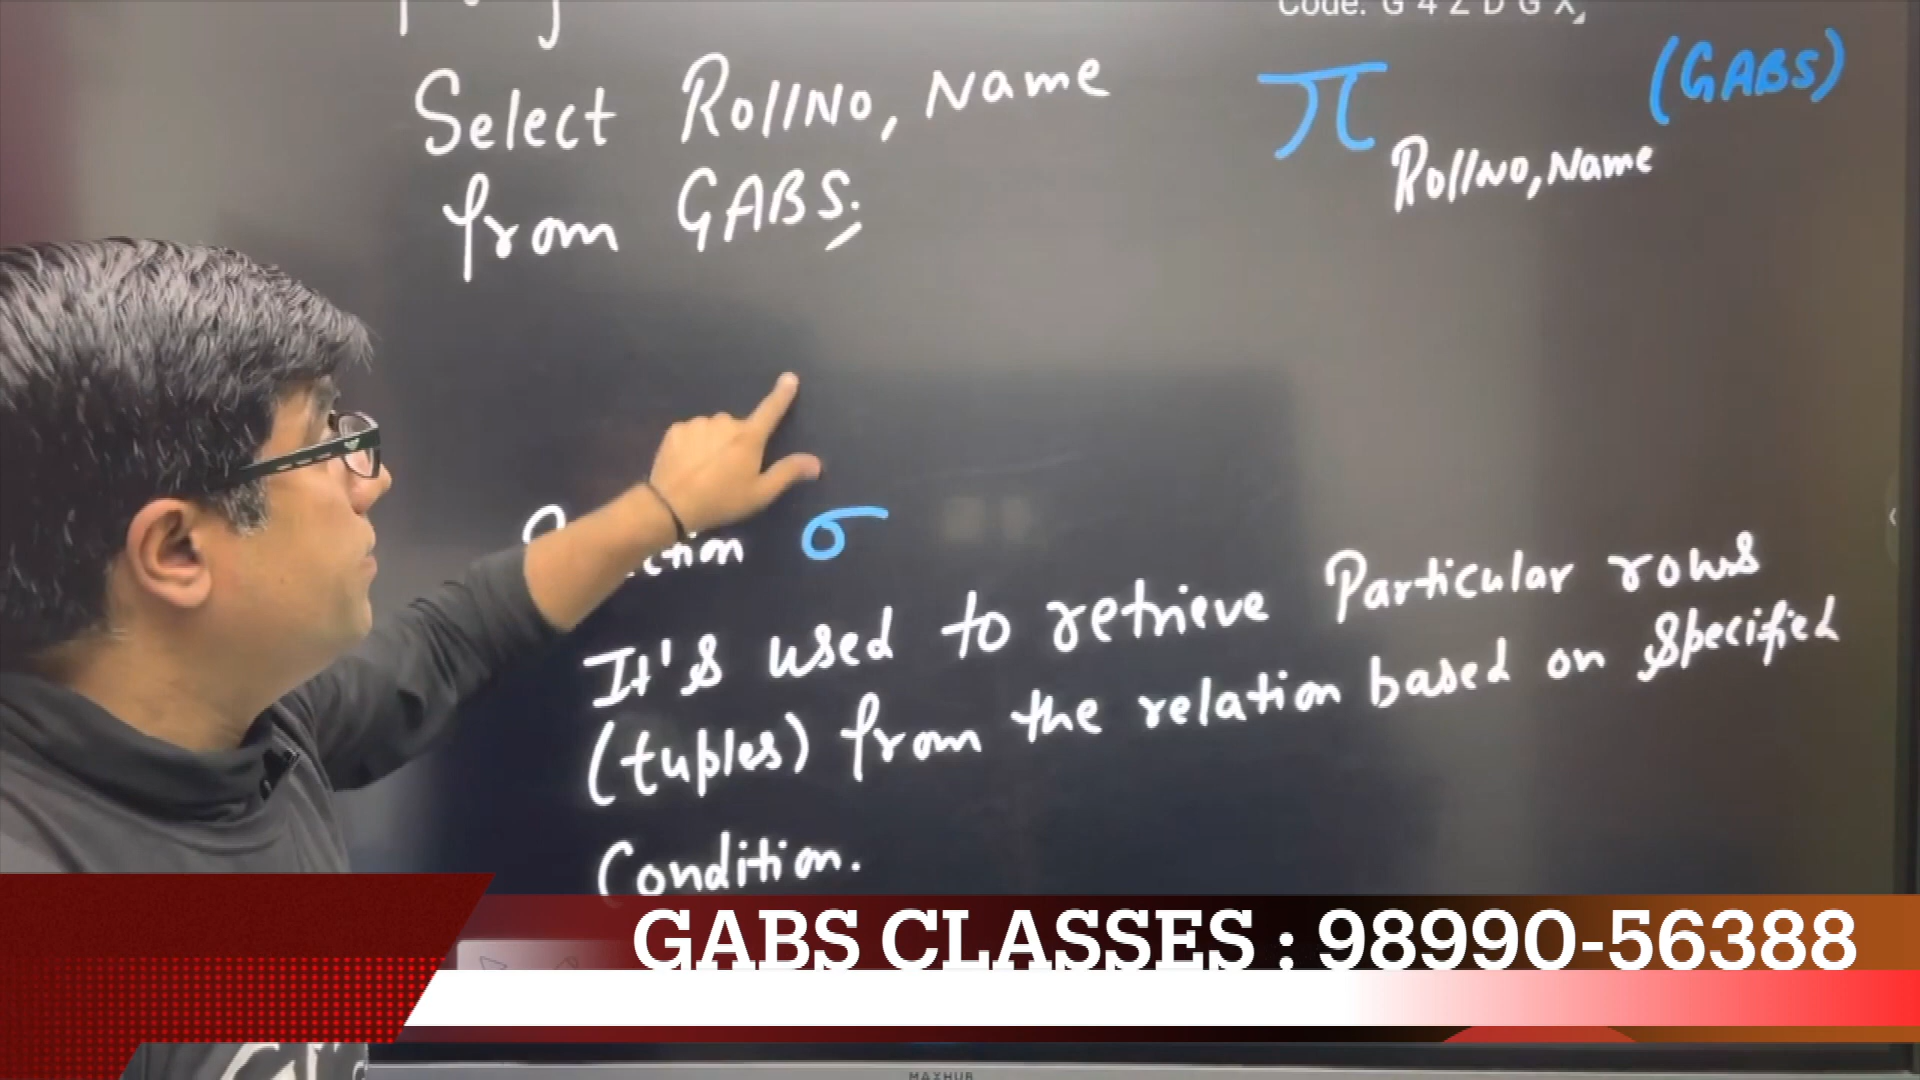 Code: G 4 Z D G X
Select RollNo, Name
from GABS;
π RollNo, Name (GABS)
σ
It's used to retrieve Particular rows
(tuples) from the relation based on specified
Condition.
GABS CLASSES : 98990-56388
MAXHUB